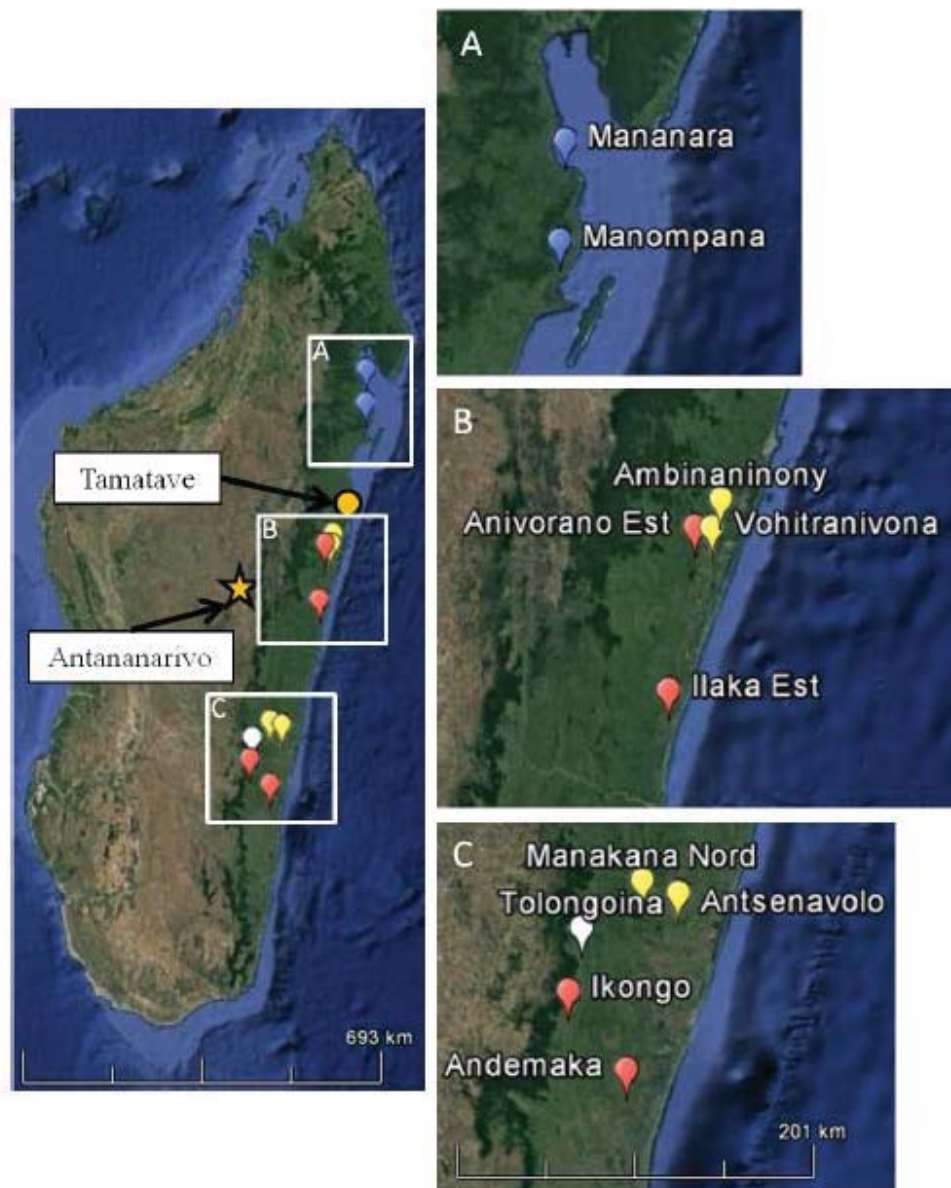 A
Tamatave
B
Antananarivo
C
693 km
A
Mananara
Manompana
B
Ambinaninony
Anivorano Est
Vohitranivona
Ilaka Est
C
Manakana Nord
Tolongoina
Antsenavolo
Ikongo
Andemaka
201 km